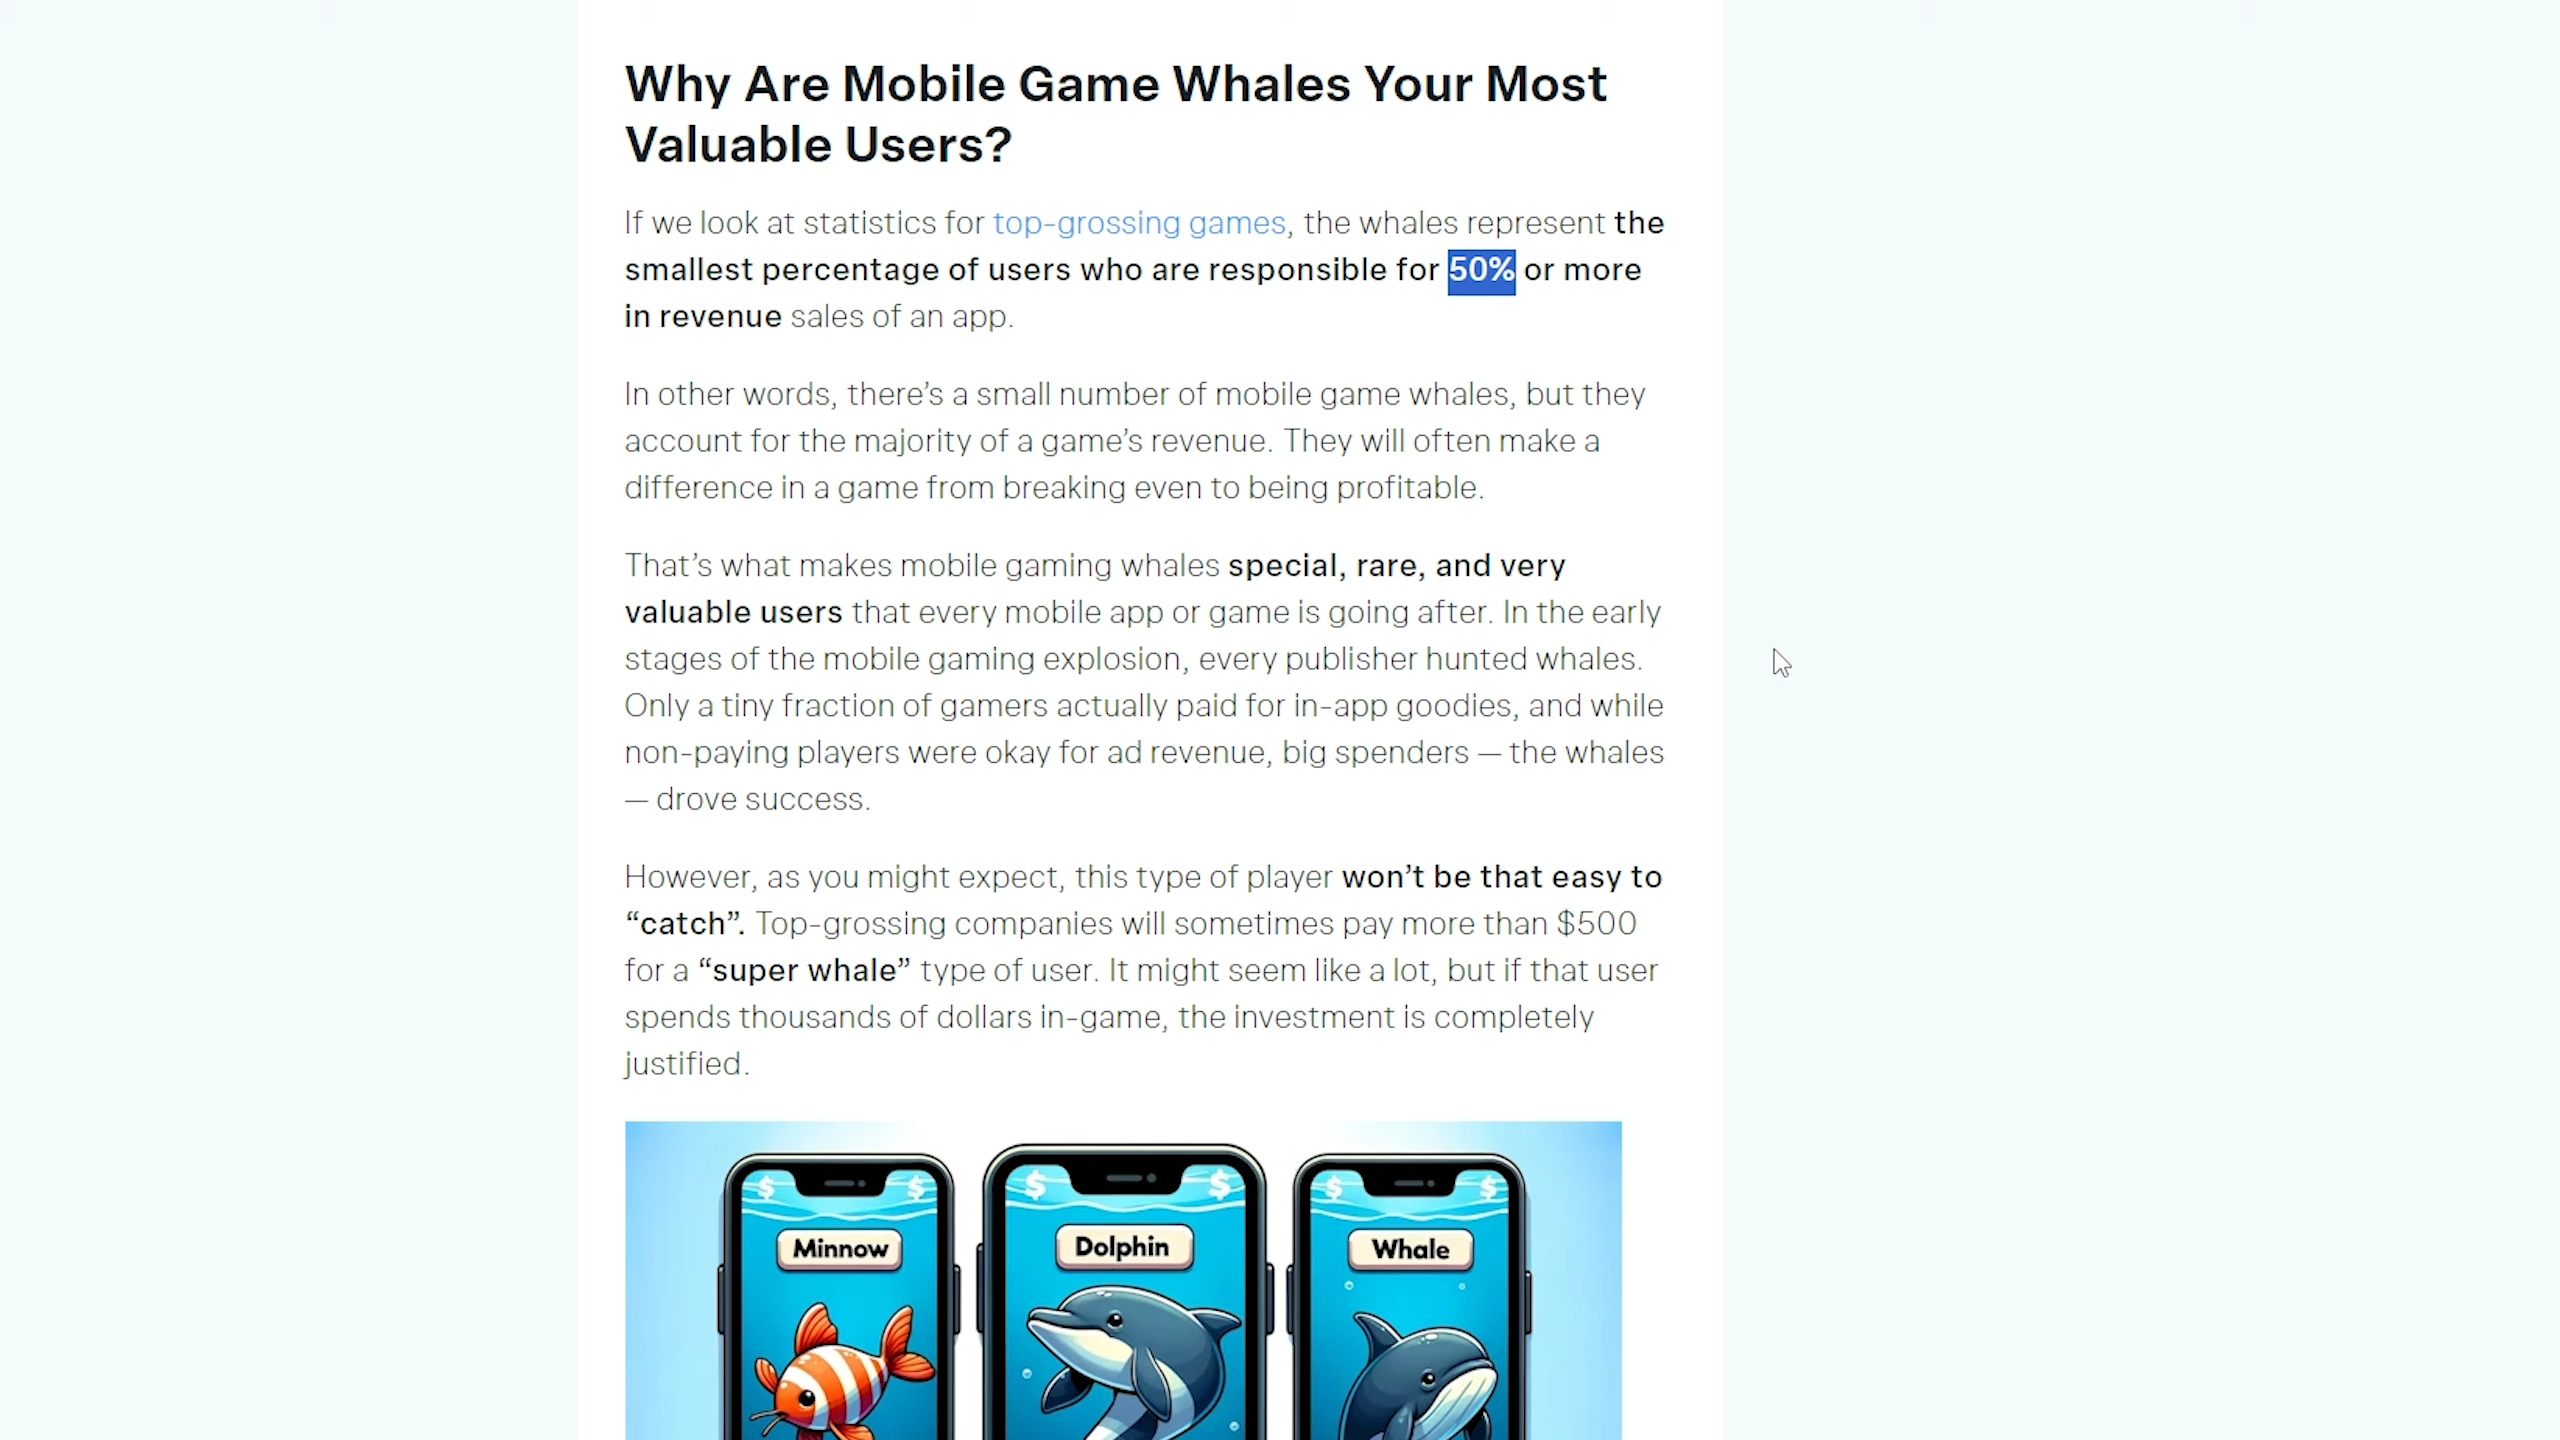 Why Are Mobile Game Whales Your Most
Valuable Users?
If we look at statistics for top-grossing games, the whales represent the
smallest percentage of users who are responsible for 50% or more
in revenue sales of an app.
In other words, there’s a small number of mobile game whales, but they
account for the majority of a game’s revenue. They will often make a
difference in a game from breaking even to being profitable.
That’s what makes mobile gaming whales special, rare, and very
valuable users that every mobile app or game is going after. In the early
stages of the mobile gaming explosion, every publisher hunted whales.
Only a tiny fraction of gamers actually paid for in-app goodies, and while
non-paying players were okay for ad revenue, big spenders — the whales
— drove success.
However, as you might expect, this type of player won’t be that easy to
“catch”. Top-grossing companies will sometimes pay more than $500
for a “super whale” type of user. It might seem like a lot, but if that user
spends thousands of dollars in-game, the investment is completely
justified.
$ $ $ $ $ $
Minnow Dolphin Whale